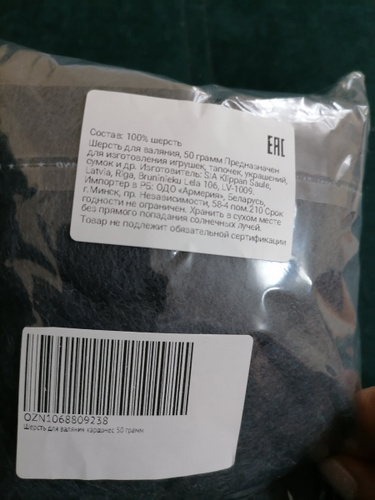 Состав: 100% шерсть
EAC
Шерсть для валяния, 50 грамм Предназначен
для изготовления игрушек, тапочек, украшений,
сумок и др. Изготовитель: SIA Klippan Saule,
Latvia, Riga, Bruninieku Lela 106, LV-1009.
Импортер в РБ: ОДО «Армерия», Беларусь,
г.Минск, пр. Независимости, 58-4 пом.210 Срок
годности не ограничен. Хранить в сухом месте
без прямого попадания солнечных лучей.
Товар не подлежит обязательной сертификации
OZN1068809238
Шерсть для валяния кардочес 50 грамм